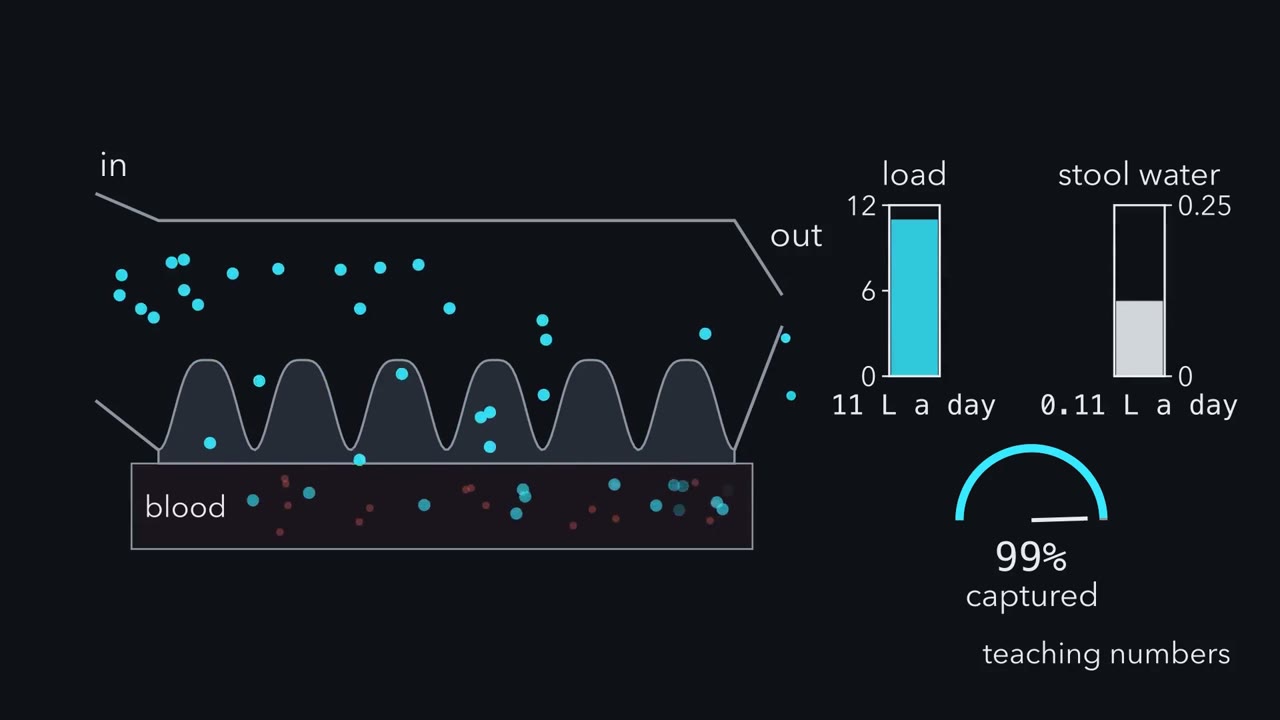 in
out
blood
load
12
6
0
11 L a day
stool water
0.25
0
0.11 L a day
99%
captured
teaching numbers